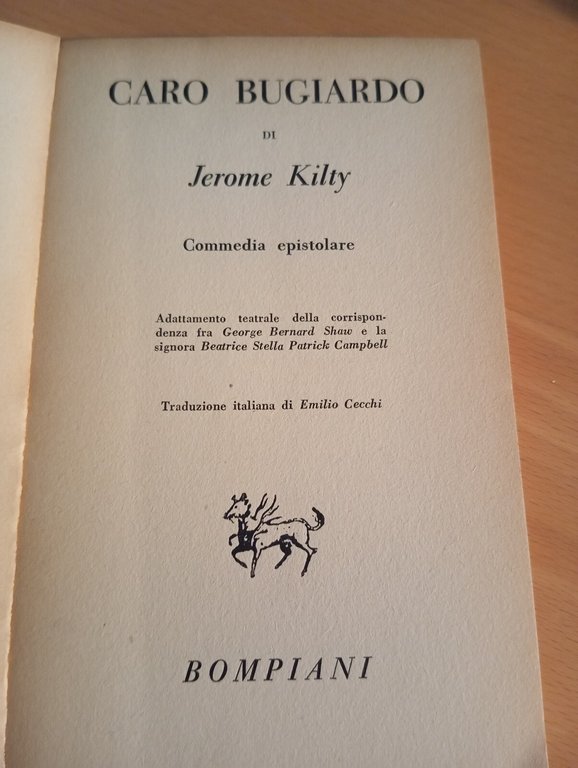 CARO BUGIARDO
DI
Jerome Kilty
Commedia epistolare
Adattamento teatrale della corrispon-
denza fra George Bernard Shaw e la
signora Beatrice Stella Patrick Campbell
Traduzione italiana di Emilio Cecchi
BOMPIANI